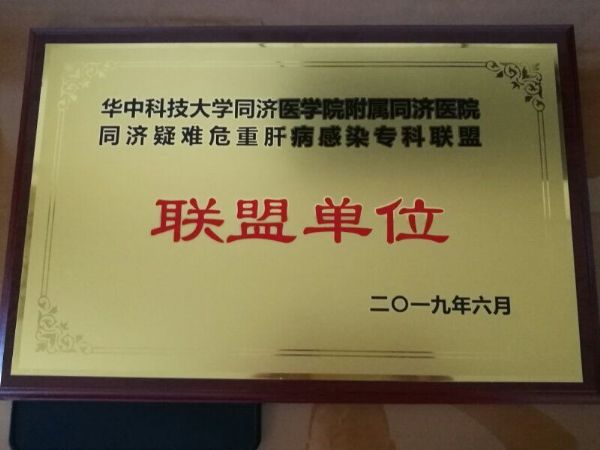 华中科技大学同济医学院附属同济医院
同济疑难危重肝病感染专科联盟
联盟单位
二〇一九年六月